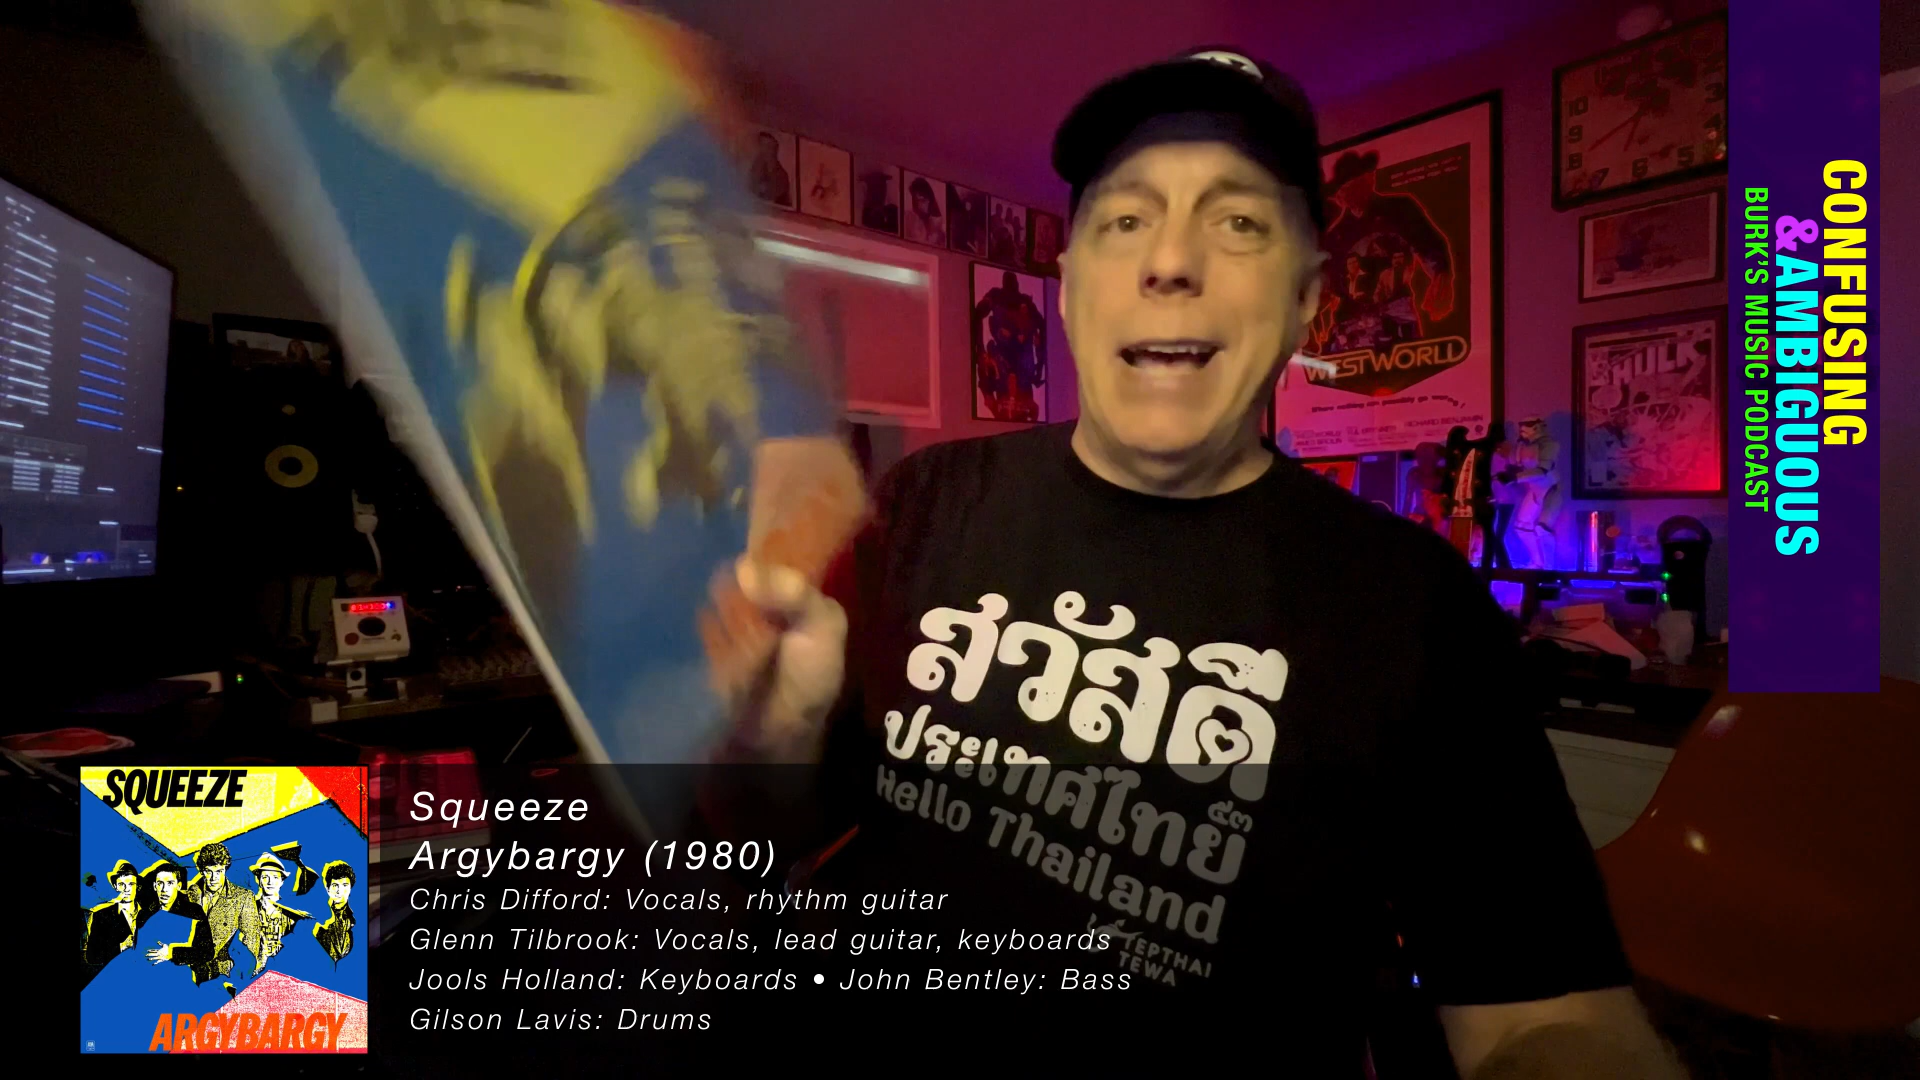 CONFUSING
& AMBIGUOUS
BURK'S MUSIC PODCAST
WESTWORLD
HULK
สวัสดี
ประเทศไทย
๕๓
Hello Thailand
TEPTHAI
TEWA
SQUEEZE
ARGYBARGY
Squeeze
Argybargy (1980)
Chris Difford: Vocals, rhythm guitar
Glenn Tilbrook: Vocals, lead guitar, keyboards
Jools Holland: Keyboards • John Bentley: Bass
Gilson Lavis: Drums